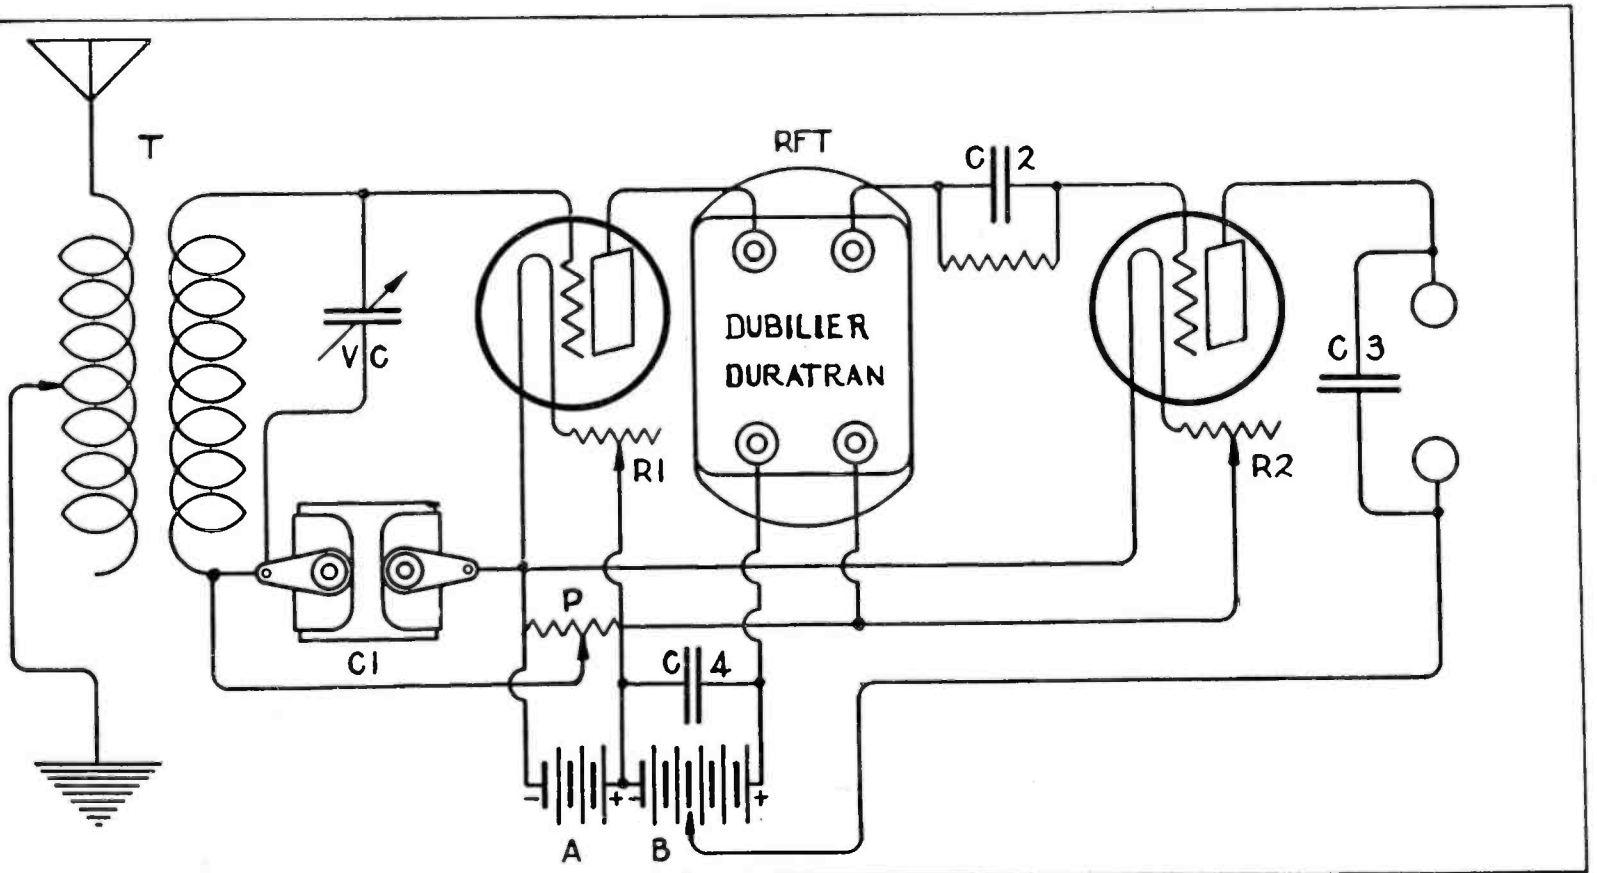 T
RFT
C 2
V C
DUBILIER
DURATRAN
C 3
R1
R2
P
C1
C 4
- + - +
A B